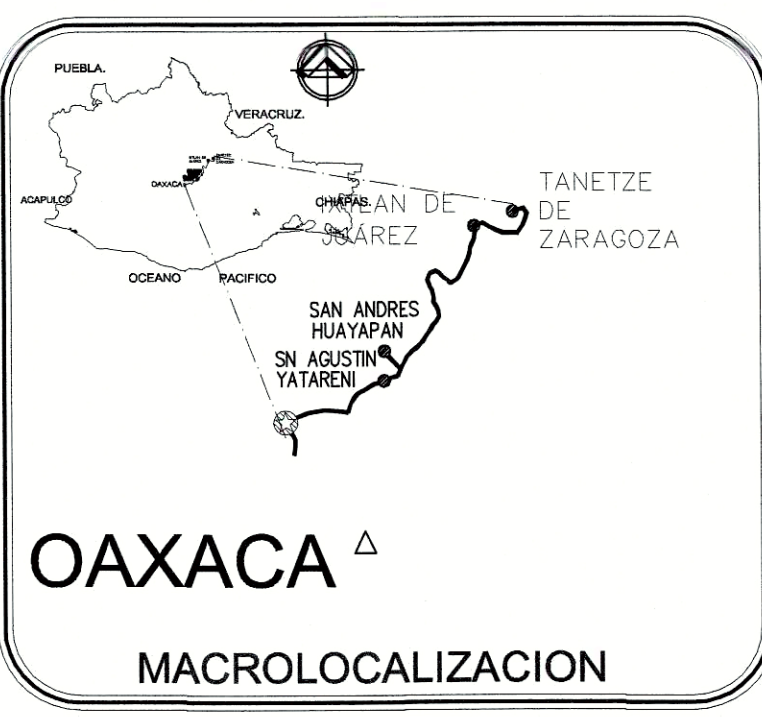 PUEBLA.
VERACRUZ.
OAXACA
ACAPULCO
CHIAPAS.
OCEANO PACIFICO
IXTLAN DE
JUÁREZ
TANETZE
DE
ZARAGOZA
SAN ANDRES
HUAYAPAN
SN AGUSTIN
YATARENI
OAXACA
MACROLOCALIZACION